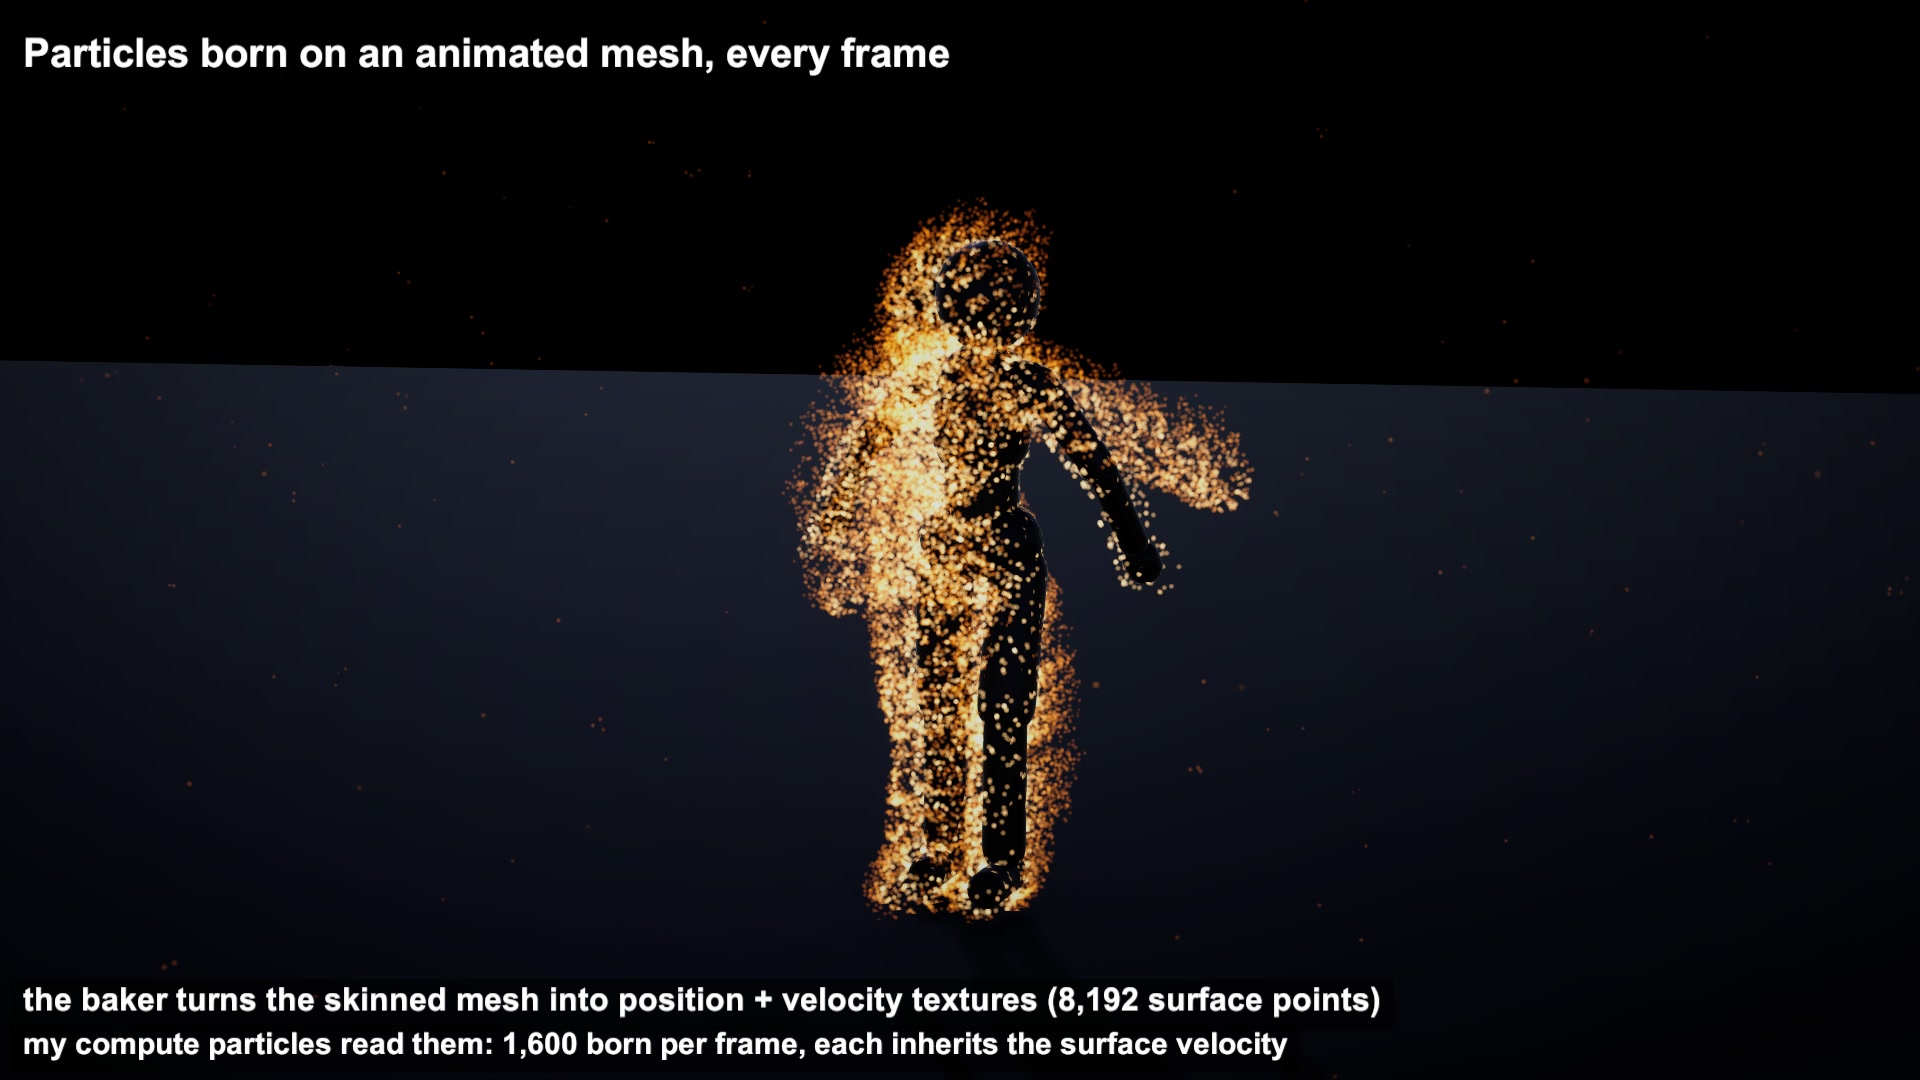 Particles born on an animated mesh, every frame
the baker turns the skinned mesh into position + velocity textures (8,192 surface points)
my compute particles read them: 1,600 born per frame, each inherits the surface velocity